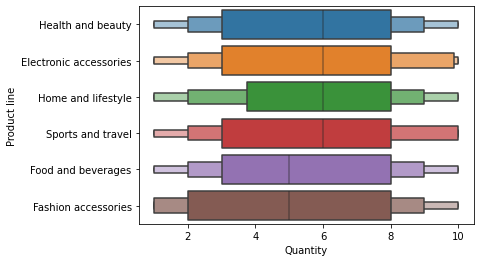 Health and beauty
Electronic accessories
Home and lifestyle
Sports and travel
Food and beverages
Fashion accessories
Product line
2 4 6 8 10
Quantity